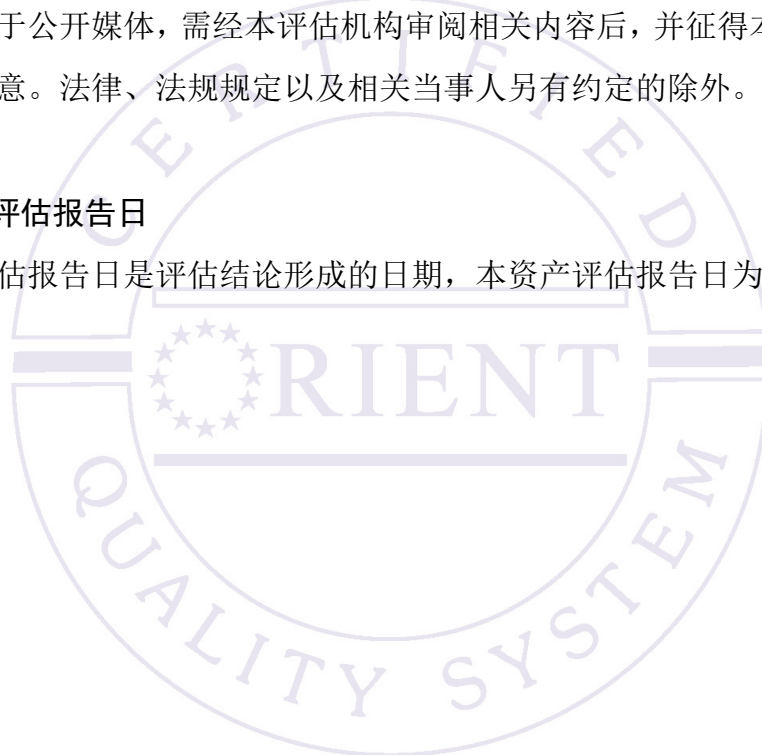 于公开媒体，需经本评估机构审阅相关内容后，并征得本
意。法律、法规规定以及相关当事人另有约定的除外。
评估报告日
估报告日是评估结论形成的日期，本资产评估报告日为
CERTIFIED
ORIENT
QUALITY SYSTEM